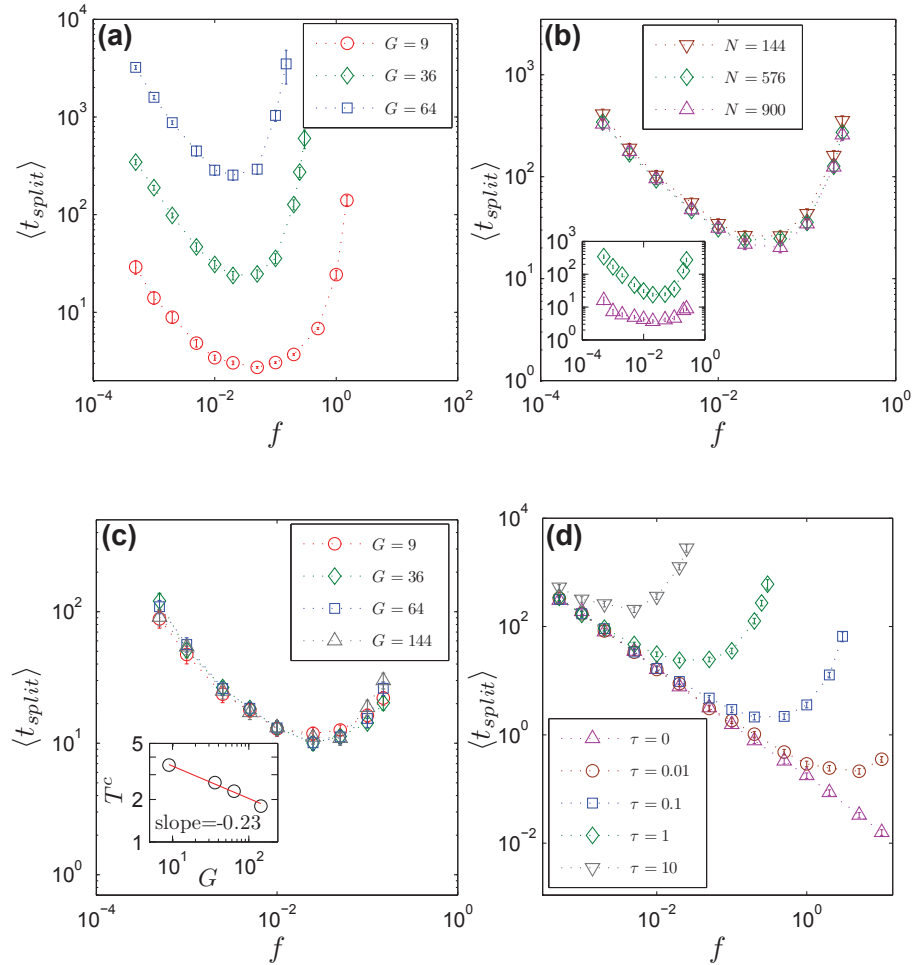 (a)
G = 9
G = 36
G = 64
⟨t_split⟩
10^4
10^3
10^2
10^1
10^-4
10^-2
10^0
10^2
f
(b)
N = 144
N = 576
N = 900
⟨t_split⟩
10^3
10^2
10^1
10^0
10^3
10^2
10^1
10^0
10^-4
10^-2
10^0
10^-4
10^-2
10^0
f
(c)
G = 9
G = 36
G = 64
G = 144
⟨t_split⟩
10^2
10^1
10^0
5
2
1
T^c
slope=-0.23
10^1
10^2
G
10^-4
10^-2
10^0
f
(d)
⟨t_split⟩
10^4
10^2
10^0
10^-2
τ = 0
τ = 0.01
τ = 0.1
τ = 1
τ = 10
10^-2
10^0
f